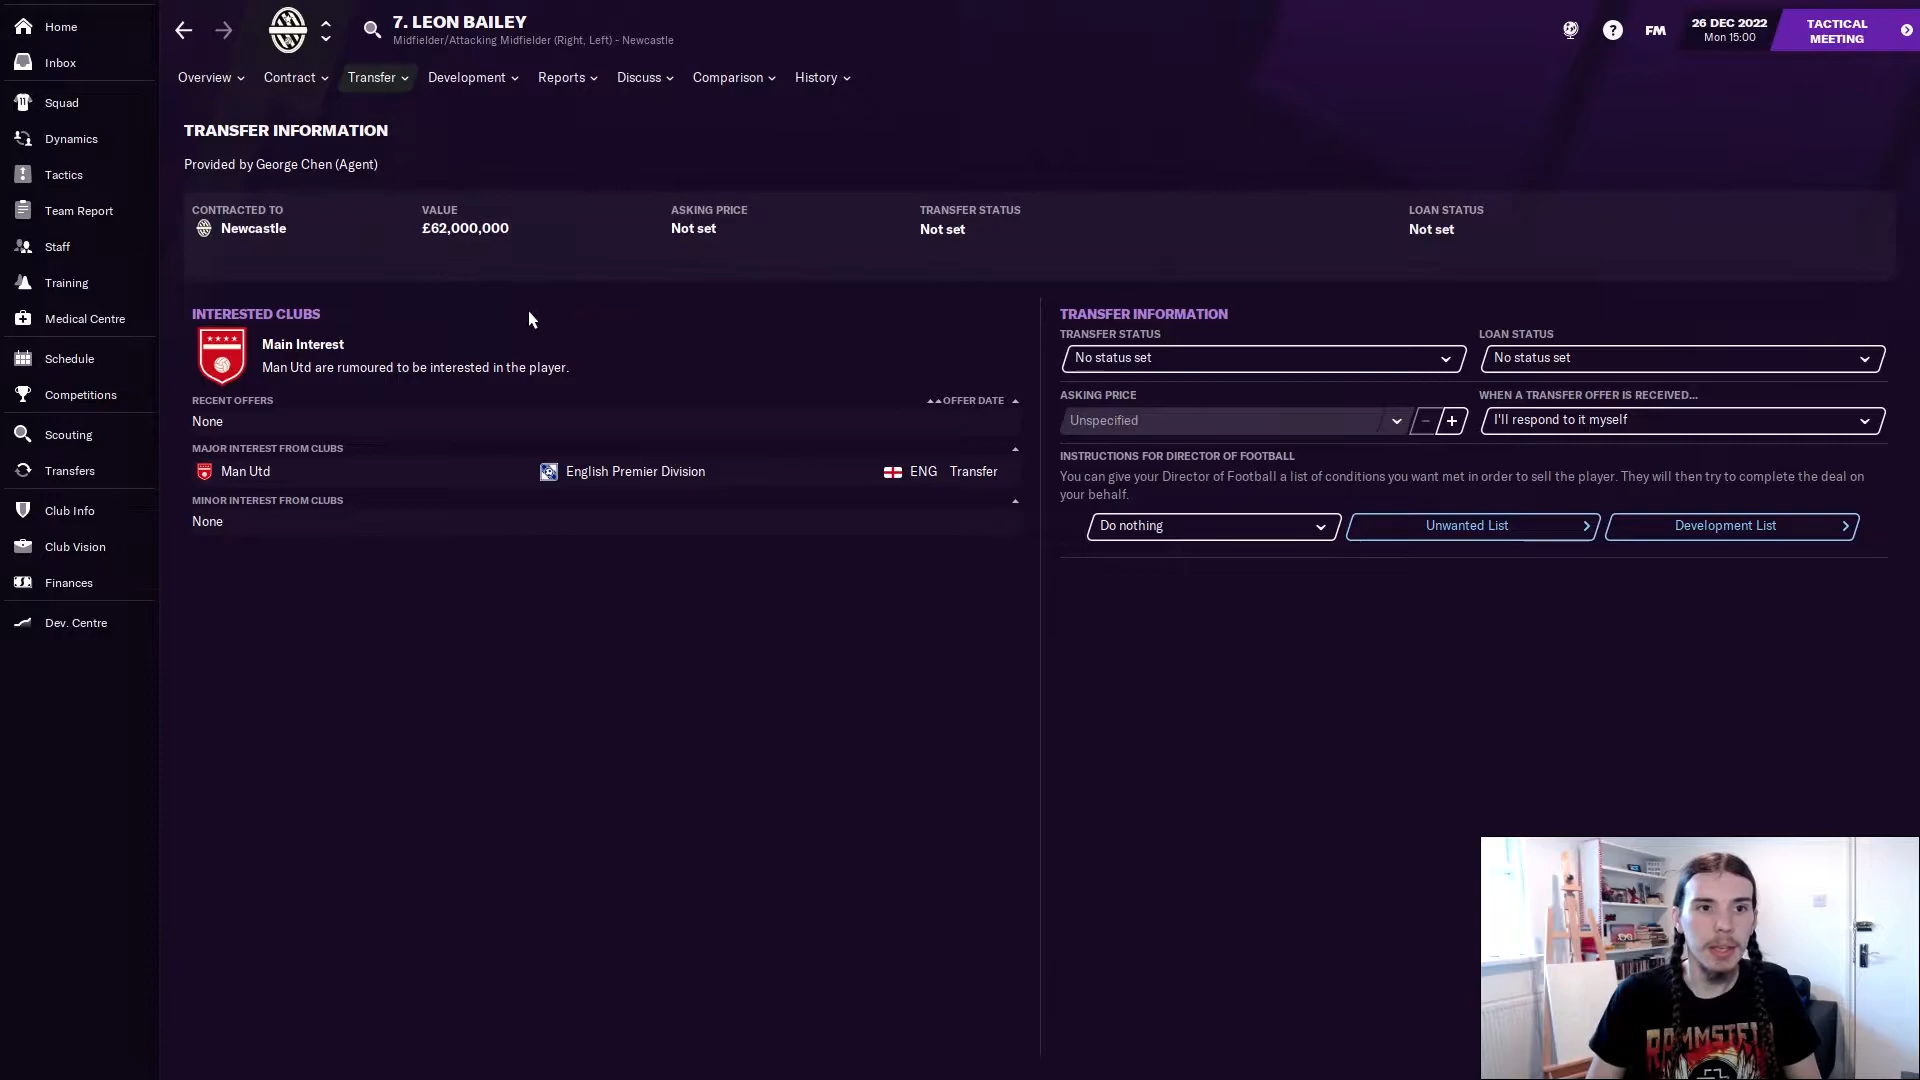 Home
Inbox
Squad
Dynamics
Tactics
Team Report
Staff
Training
Medical Centre
Schedule
Competitions
Scouting
Transfers
Club Info
Club Vision
Finances
Dev. Centre
7. LEON BAILEY
Midfielder/Attacking Midfielder (Right, Left) - Newcastle
FM
26 DEC 2022
Mon 15:00
TACTICAL
MEETING
Overview
Contract
Transfer
Development
Reports
Discuss
Comparison
History
TRANSFER INFORMATION
Provided by George Chen (Agent)
CONTRACTED TO
Newcastle
VALUE
£62,000,000
ASKING PRICE
Not set
TRANSFER STATUS
Not set
LOAN STATUS
Not set
INTERESTED CLUBS
Main Interest
Man Utd are rumoured to be interested in the player.
RECENT OFFERS
OFFER DATE
None
MAJOR INTEREST FROM CLUBS
Man Utd English Premier Division ENG Transfer
MINOR INTEREST FROM CLUBS
None
TRANSFER INFORMATION
TRANSFER STATUS
No status set
LOAN STATUS
No status set
ASKING PRICE
Unspecified
WHEN A TRANSFER OFFER IS RECEIVED...
I'll respond to it myself
INSTRUCTIONS FOR DIRECTOR OF FOOTBALL
You can give your Director of Football a list of conditions you want met in order to sell the player. They will then try to complete the deal on
your behalf.
Do nothing
Unwanted List
Development List